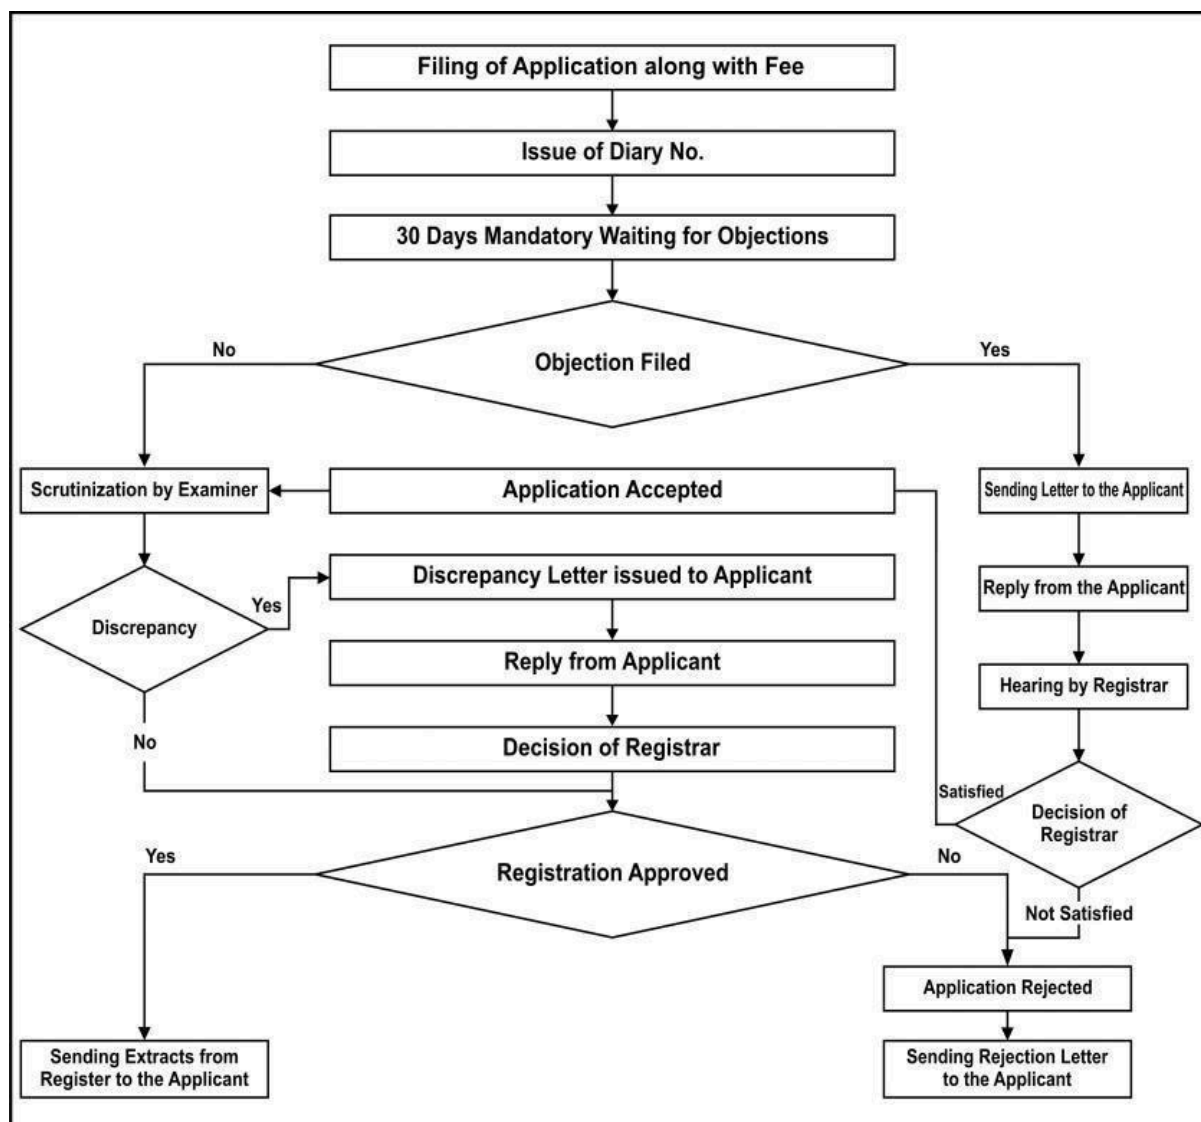 Filing of Application along with Fee
Issue of Diary No.
30 Days Mandatory Waiting for Objections
No
Objection Filed
Yes
Scrutinization by Examiner
Application Accepted
Sending Letter to the Applicant
Discrepancy
Yes
Discrepancy Letter issued to Applicant
Reply from the Applicant
Reply from Applicant
Hearing by Registrar
No
Decision of Registrar
Satisfied
Decision of
Registrar
Yes
Registration Approved
No
Not Satisfied
Application Rejected
Sending Extracts from
Register to the Applicant
Sending Rejection Letter
to the Applicant